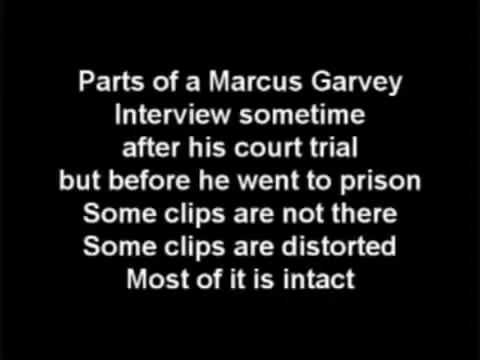 Parts of a Marcus Garvey
Interview sometime
after his court trial
but before he went to prison
Some clips are not there
Some clips are distorted
Most of it is intact